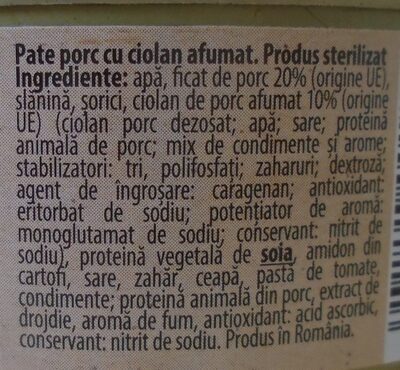 Pate porc cu ciolan afumat. Produs sterilizat
Ingrediente: apă, ficat de porc 20% (origine UE),
slănină, sorici, ciolan de porc afumat 10% (origine
UE) (ciolan porc dezosat; apă; sare; proteină
animală de porc; mix de condimente și arome;
stabilizatori: tri, polifosfați; zaharuri; dextroză;
agent de îngroșare: caragenan; antioxidant:
eritorbat de sodiu; potențiator de aromă:
monoglutamat de sodiu; conservant: nitrit de
sodiu), proteină vegetală de soia, amidon din
cartofi, sare, zahăr, ceapă, pastă de tomate,
condimente; proteină animală din porc, extract de
drojdie, aromă de fum, antioxidant: acid ascorbic,
conservant: nitrit de sodiu. Produs in România.